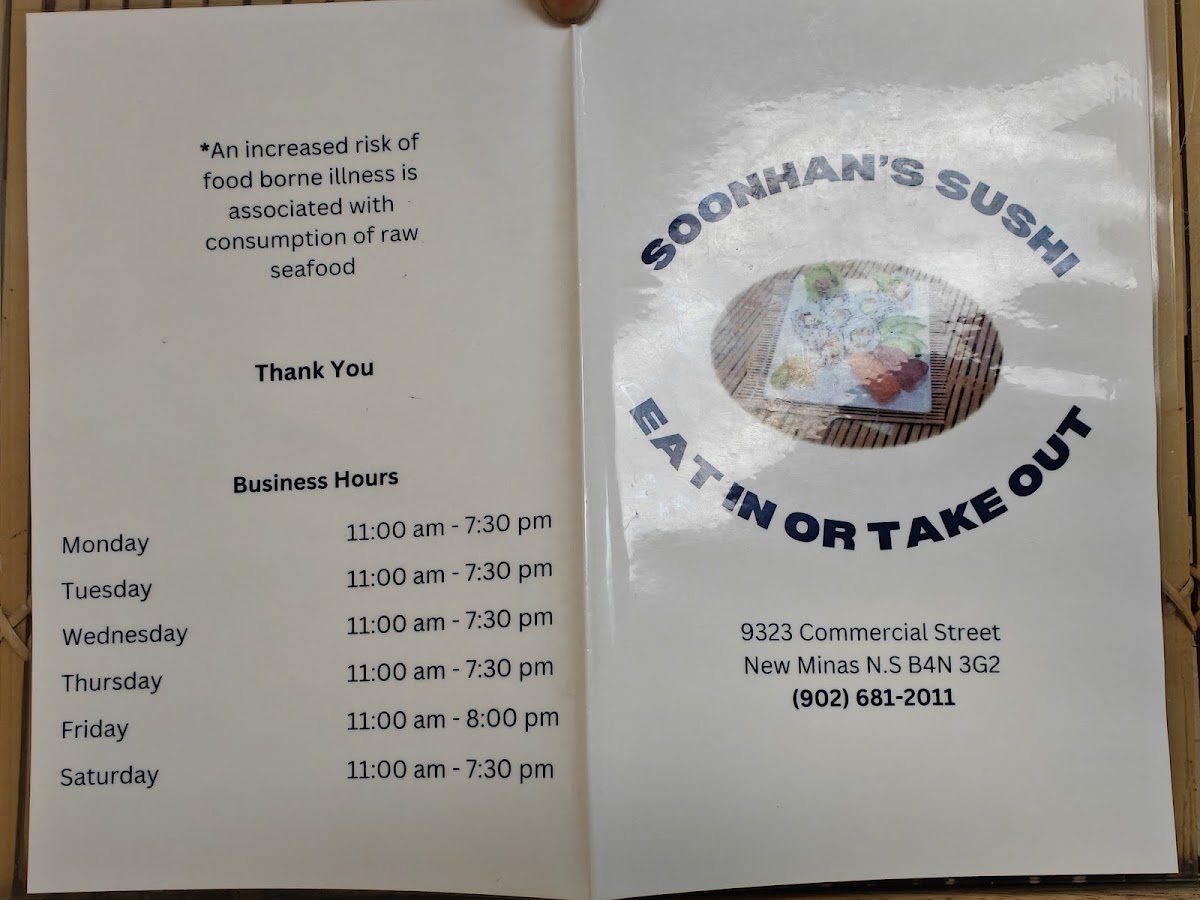 *An increased risk of
food borne illness is
associated with
consumption of raw
seafood
Thank You
Business Hours
Monday 11:00 am - 7:30 pm
Tuesday 11:00 am - 7:30 pm
Wednesday 11:00 am - 7:30 pm
Thursday 11:00 am - 7:30 pm
Friday 11:00 am - 8:00 pm
Saturday 11:00 am - 7:30 pm
SOONHAN'S SUSHI
EAT IN OR TAKE OUT
9323 Commercial Street
New Minas N.S B4N 3G2
(902) 681-2011